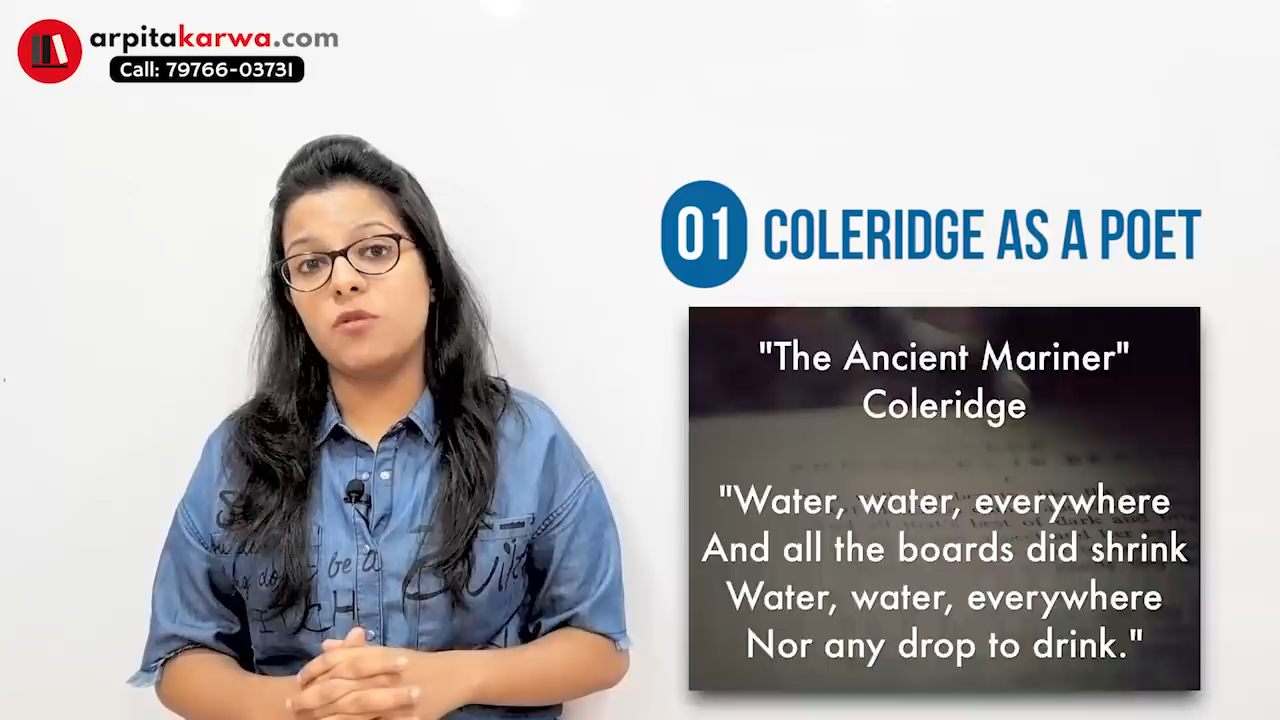 arpitakarwa.com
Call: 79766-03731
01 COLERIDGE AS A POET
"The Ancient Mariner"
Coleridge
"Water, water, everywhere
And all the boards did shrink
Water, water, everywhere
Nor any drop to drink."
be a